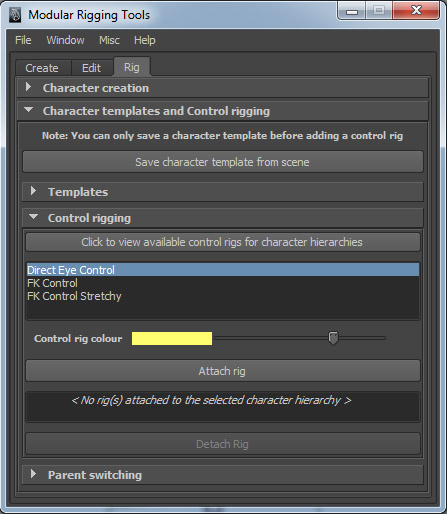 Modular Rigging Tools
File Window Misc Help
Create Edit Rig
Character creation
Character templates and Control rigging
Note: You can only save a character template before adding a control rig
Save character template from scene
Templates
Control rigging
Click to view available control rigs for character hierarchies
Direct Eye Control
FK Control
FK Control Stretchy
Control rig colour
Attach rig
< No rig(s) attached to the selected character hierarchy >
Detach Rig
Parent switching